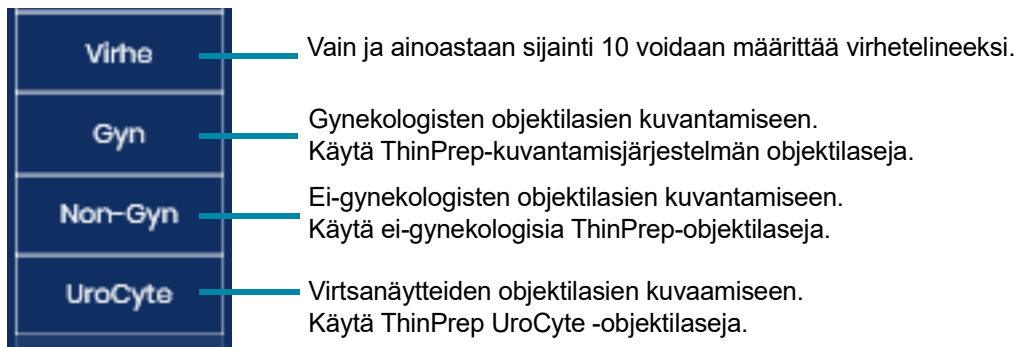 Virhe
Vain ja ainoastaan sijainti 10 voidaan määrittää virhetelineeksi.
Gyn
Gynekologisten objektilasien kuvantamiseen.
Käytä ThinPrep-kuvantamisjärjestelmän objektilaseja.
Non-Gyn
Ei-gynekologisten objektilasien kuvantamiseen.
Käytä ei-gynekologisia ThinPrep-objektilaseja.
UroCyte
Virtsanäytteiden objektilasien kuvaamiseen.
Käytä ThinPrep UroCyte -objektilaseja.